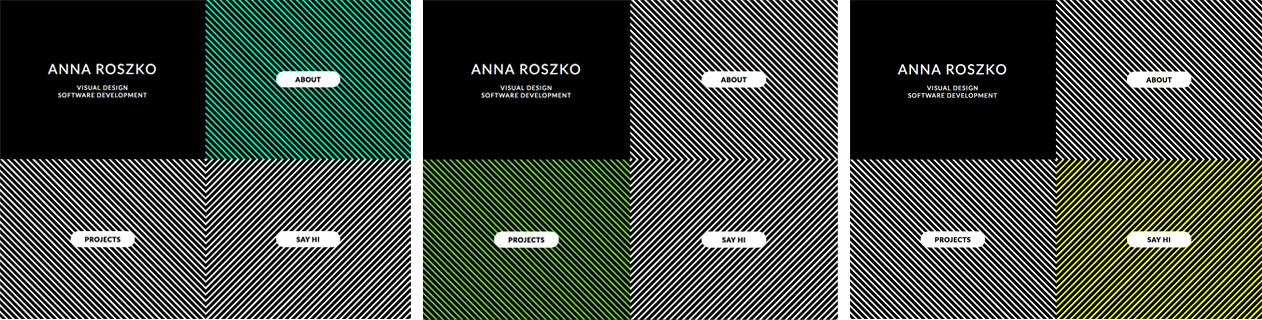 ANNA ROSZKO
VISUAL DESIGN
SOFTWARE DEVELOPMENT
ABOUT
PROJECTS
SAY HI
ANNA ROSZKO
VISUAL DESIGN
SOFTWARE DEVELOPMENT
ABOUT
PROJECTS
SAY HI
ANNA ROSZKO
VISUAL DESIGN
SOFTWARE DEVELOPMENT
ABOUT
PROJECTS
SAY HI